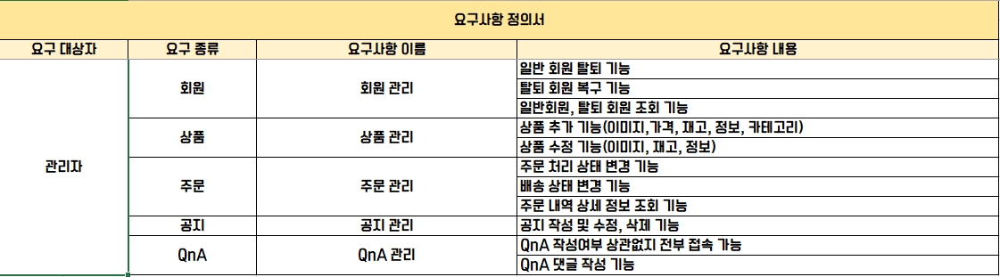 요구사항 정의서
요구 대상자 요구 종류 요구사항 이름 요구사항 내용
관리자
회원 회원 관리
일반 회원 탈퇴 기능
탈퇴 회원 복구 기능
일반회원, 탈퇴 회원 조회 기능
상품 상품 관리
상품 추가 기능(이미지,가격, 재고, 정보, 카테고리)
상품 수정 기능(이미지, 재고, 정보)
주문 주문 관리
주문 처리 상태 변경 기능
배송 상태 변경 기능
주문 내역 상세 정보 조회 기능
공지 공지 관리 공지 작성 및 수정, 삭제 기능
QnA QnA 관리
QnA 작성여부 상관없지 전부 접속 가능
QnA 댓글 작성 기능